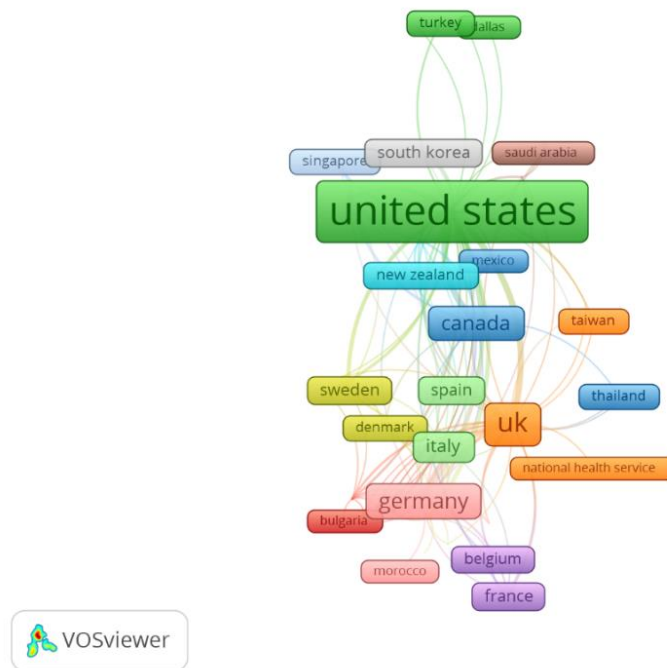 turkey
dallas
south korea
saudi arabia
singapore
united states
mexico
new zealand
canada
taiwan
sweden
spain
thailand
uk
denmark
italy
national health service
germany
bulgaria
belgium
morocco
france
VOSviewer